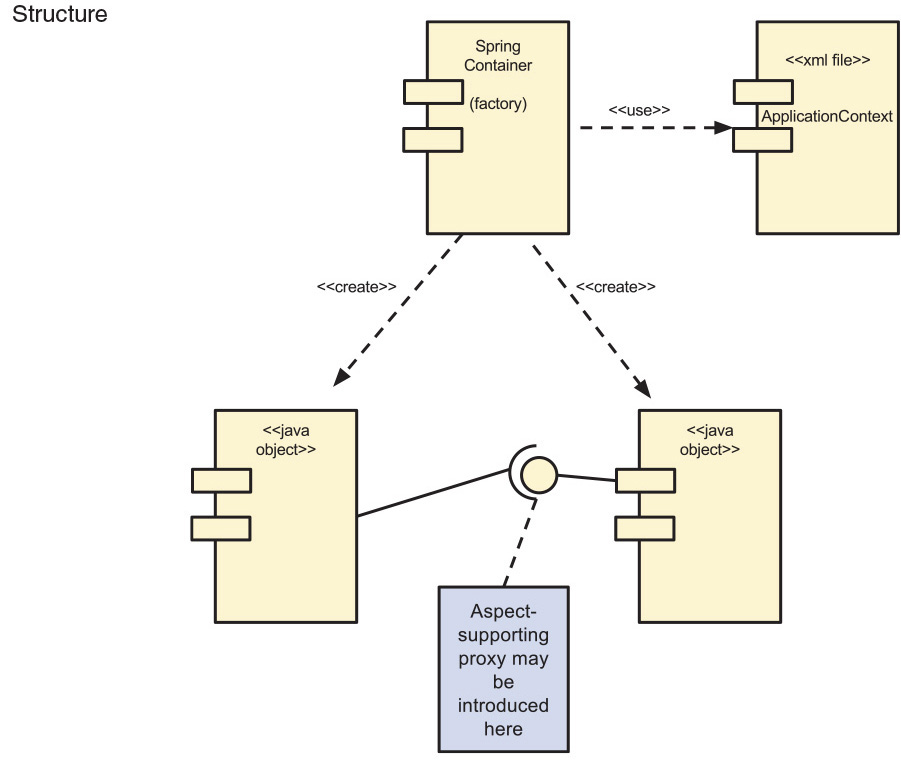 Structure
Spring
Container
(factory)
<<use>>
<<xml file>>
ApplicationContext
<<create>>
<<create>>
<<java
object>>
<<java
object>>
Aspect-
supporting
proxy may
be
introduced
here